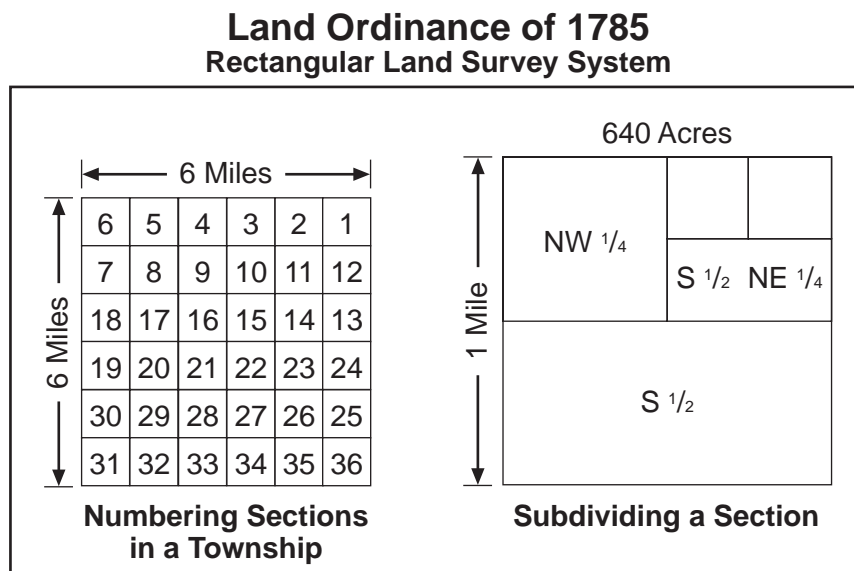 Land Ordinance of 1785
Rectangular Land Survey System
6 Miles
6 Miles
6 5 4 3 2 1
7 8 9 10 11 12
18 17 16 15 14 13
19 20 21 22 23 24
30 29 28 27 26 25
31 32 33 34 35 36
Numbering Sections
in a Township
640 Acres
1 Mile
NW 1/4
S 1/2 NE 1/4
S 1/2
Subdividing a Section